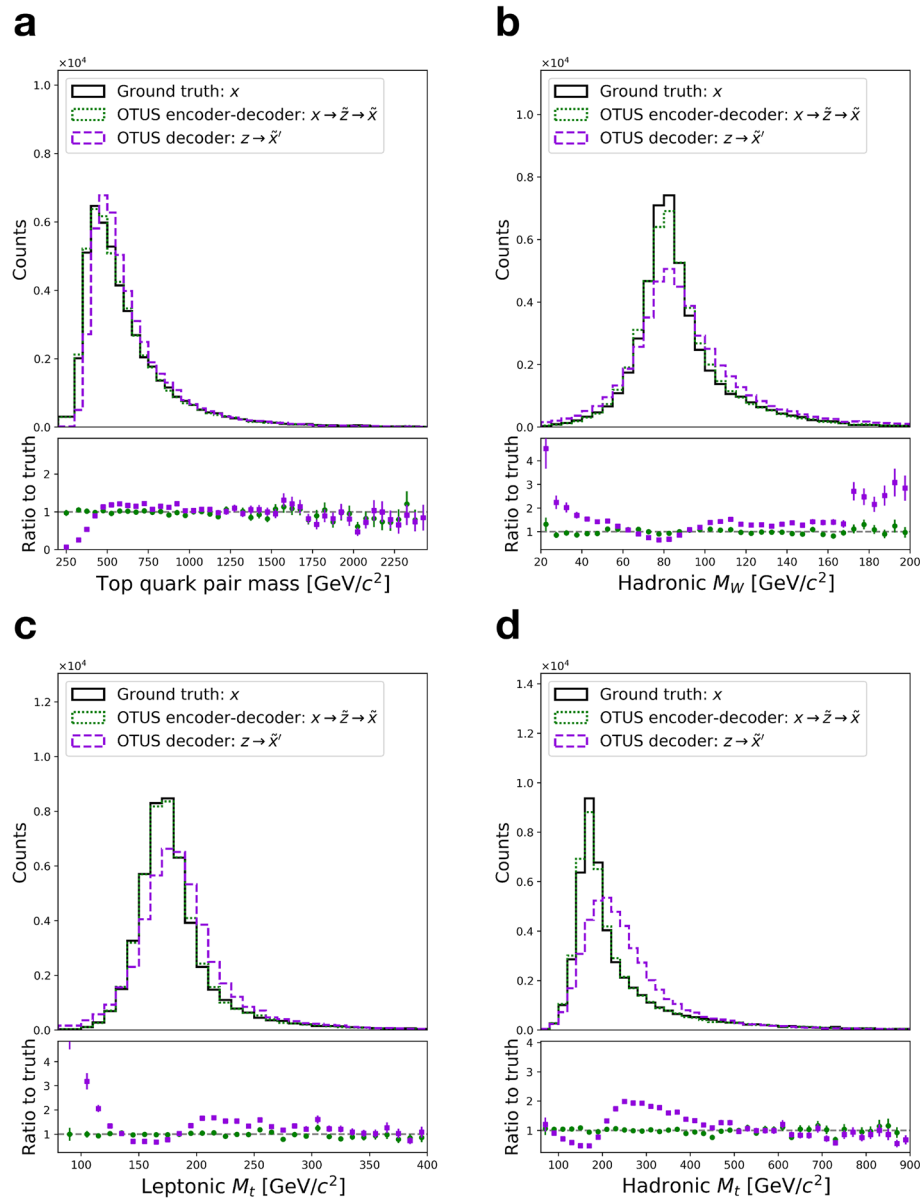 a
×10⁴
1.0
0.8
0.6
0.4
0.2
0.0
Counts
Ground truth: x
OTUS encoder-decoder: x → z̃ → x̃
OTUS decoder: z → x̃′
2
1
0
Ratio to truth
250 500 750 1000 1250 1500 1750 2000 2250
Top quark pair mass [GeV/c²]
b
×10⁴
1.0
0.8
0.6
0.4
0.2
0.0
Counts
Ground truth: x
OTUS encoder-decoder: x → z̃ → x̃
OTUS decoder: z → x̃′
4
3
2
1
Ratio to truth
20 40 60 80 100 120 140 160 180 200
Hadronic M_W [GeV/c²]
c
×10⁴
1.2
1.0
0.8
0.6
0.4
0.2
0.0
Counts
Ground truth: x
OTUS encoder-decoder: x → z̃ → x̃
OTUS decoder: z → x̃′
4
3
2
1
Ratio to truth
100 150 200 250 300 350 400
Leptonic M_t [GeV/c²]
d
×10⁴
1.4
1.2
1.0
0.8
0.6
0.4
0.2
0.0
Counts
Ground truth: x
OTUS encoder-decoder: x → z̃ → x̃
OTUS decoder: z → x̃′
4
3
2
1
Ratio to truth
100 200 300 400 500 600 700 800 900
Hadronic M_t [GeV/c²]